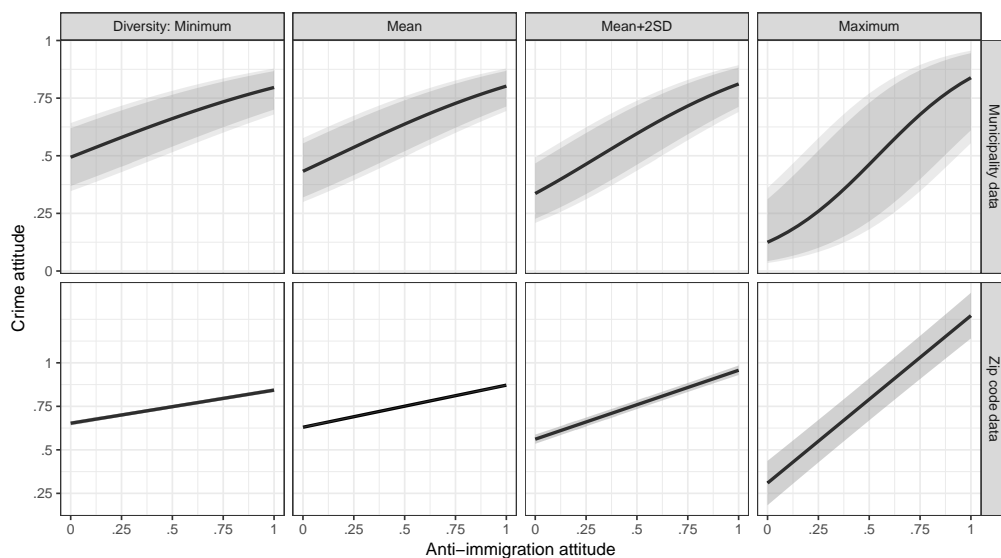 Diversity: Minimum
Mean
Mean+2SD
Maximum
1
.75
.5
.25
0
Municipality data
Crime attitude
1
.75
.5
.25
Zip code data
0 .25 .5 .75 1
0 .25 .5 .75 1
0 .25 .5 .75 1
0 .25 .5 .75 1
Anti−immigration attitude